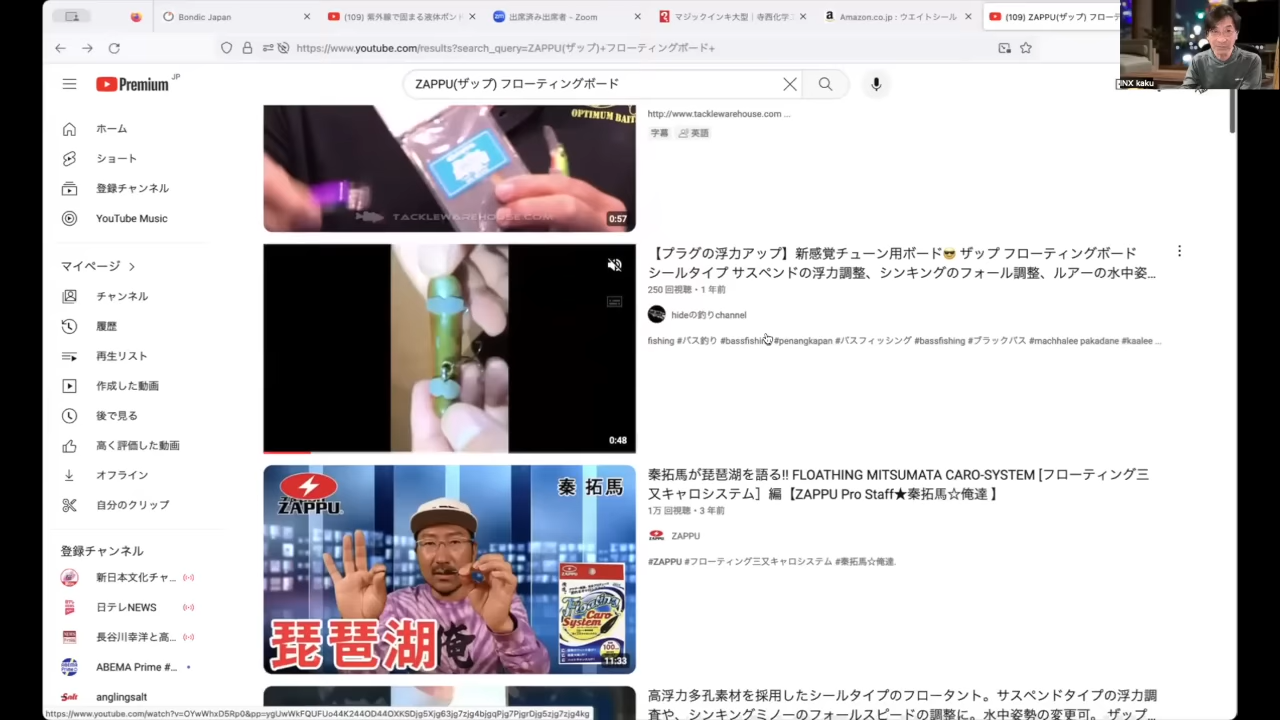 Bondic Japan
(109) 紫外線で固まる液体ボンド
出席済み出席者 - Zoom
マジックインキ大型｜寺西化学工
Amazon.co.jp : ウエイトシール
(109) ZAPPU(ザップ) フローテ
https://www.youtube.com/results?search_query=ZAPPU(ザップ)+フローティングボード+
INX kaku
Premium JP
ZAPPU(ザップ) フローティングボード
ホーム
ショート
登録チャンネル
YouTube Music
マイページ
チャンネル
履歴
再生リスト
作成した動画
後で見る
高く評価した動画
オフライン
自分のクリップ
登録チャンネル
新日本文化チャ...
日テレNEWS
長谷川幸洋と高...
ABEMA Prime #...
anglingsalt
OPTIMUM BAIT
TACKLEWAREHOUSE.COM
0:57
http://www.tacklewarehouse.com ...
字幕 英語
0:48
【プラグの浮力アップ】新感覚チューン用ボード😎 ザップ フローティングボード
シールタイプ サスペンドの浮力調整、シンキングのフォール調整、ルアーの水中姿...
250 回視聴・1 年前
hideの釣りchannel
fishing #バス釣り #bassfishing #penangkapan #バスフィッシング #bassfishing #ブラックバス #machhalee pakadane #kaalee ...
ZAPPU
秦 拓馬
琵琶湖 俺
Floating
Caro
System
11:33
秦拓馬が琵琶湖を語る!! FLOATHING MITSUMATA CARO-SYSTEM [フローティング三
又キャロシステム］編【ZAPPU Pro Staff★秦拓馬☆俺達 】
1万 回視聴・3 年前
ZAPPU
#ZAPPU #フローティング三又キャロシステム #秦拓馬☆俺達.
高浮力多孔素材を採用したシールタイプのフロータント。サスペンドタイプの浮力調
査や、シンキングミノーのフォールスピードの調整に。水中姿勢の変更可。 ザップ...